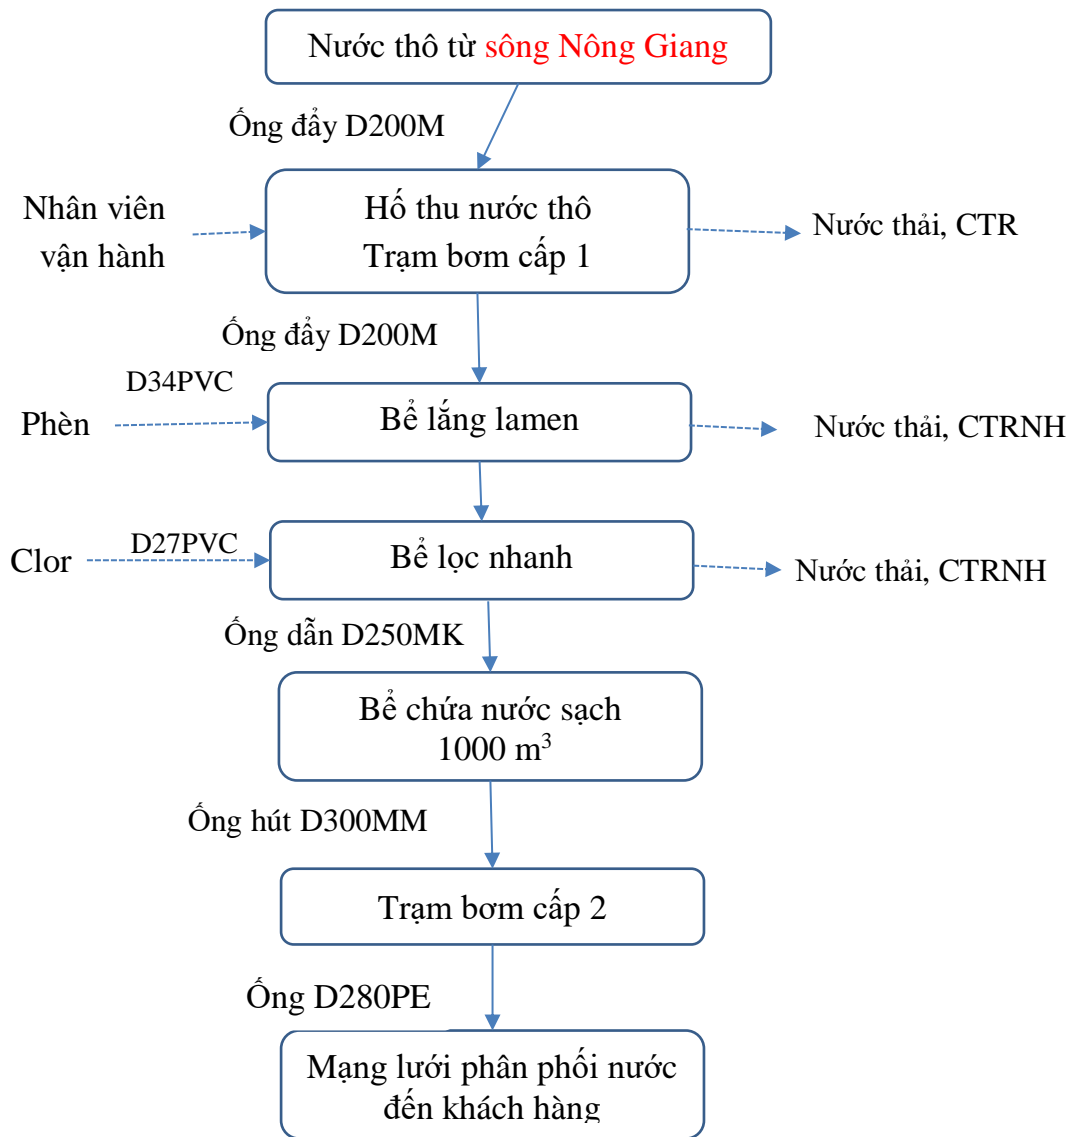 Nước thô từ sông Nông Giang
Ống đẩy D200M
Nhân viên
vận hành
Hố thu nước thô
Trạm bơm cấp 1
Nước thải, CTR
Ống đẩy D200M
D34PVC
Phèn
Bể lắng lamen
Nước thải, CTRNH
Clor
D27PVC
Bể lọc nhanh
Nước thải, CTRNH
Ống dẫn D250MK
Bể chứa nước sạch
1000 m³
Ống hút D300MM
Trạm bơm cấp 2
Ống D280PE
Mạng lưới phân phối nước
đến khách hàng